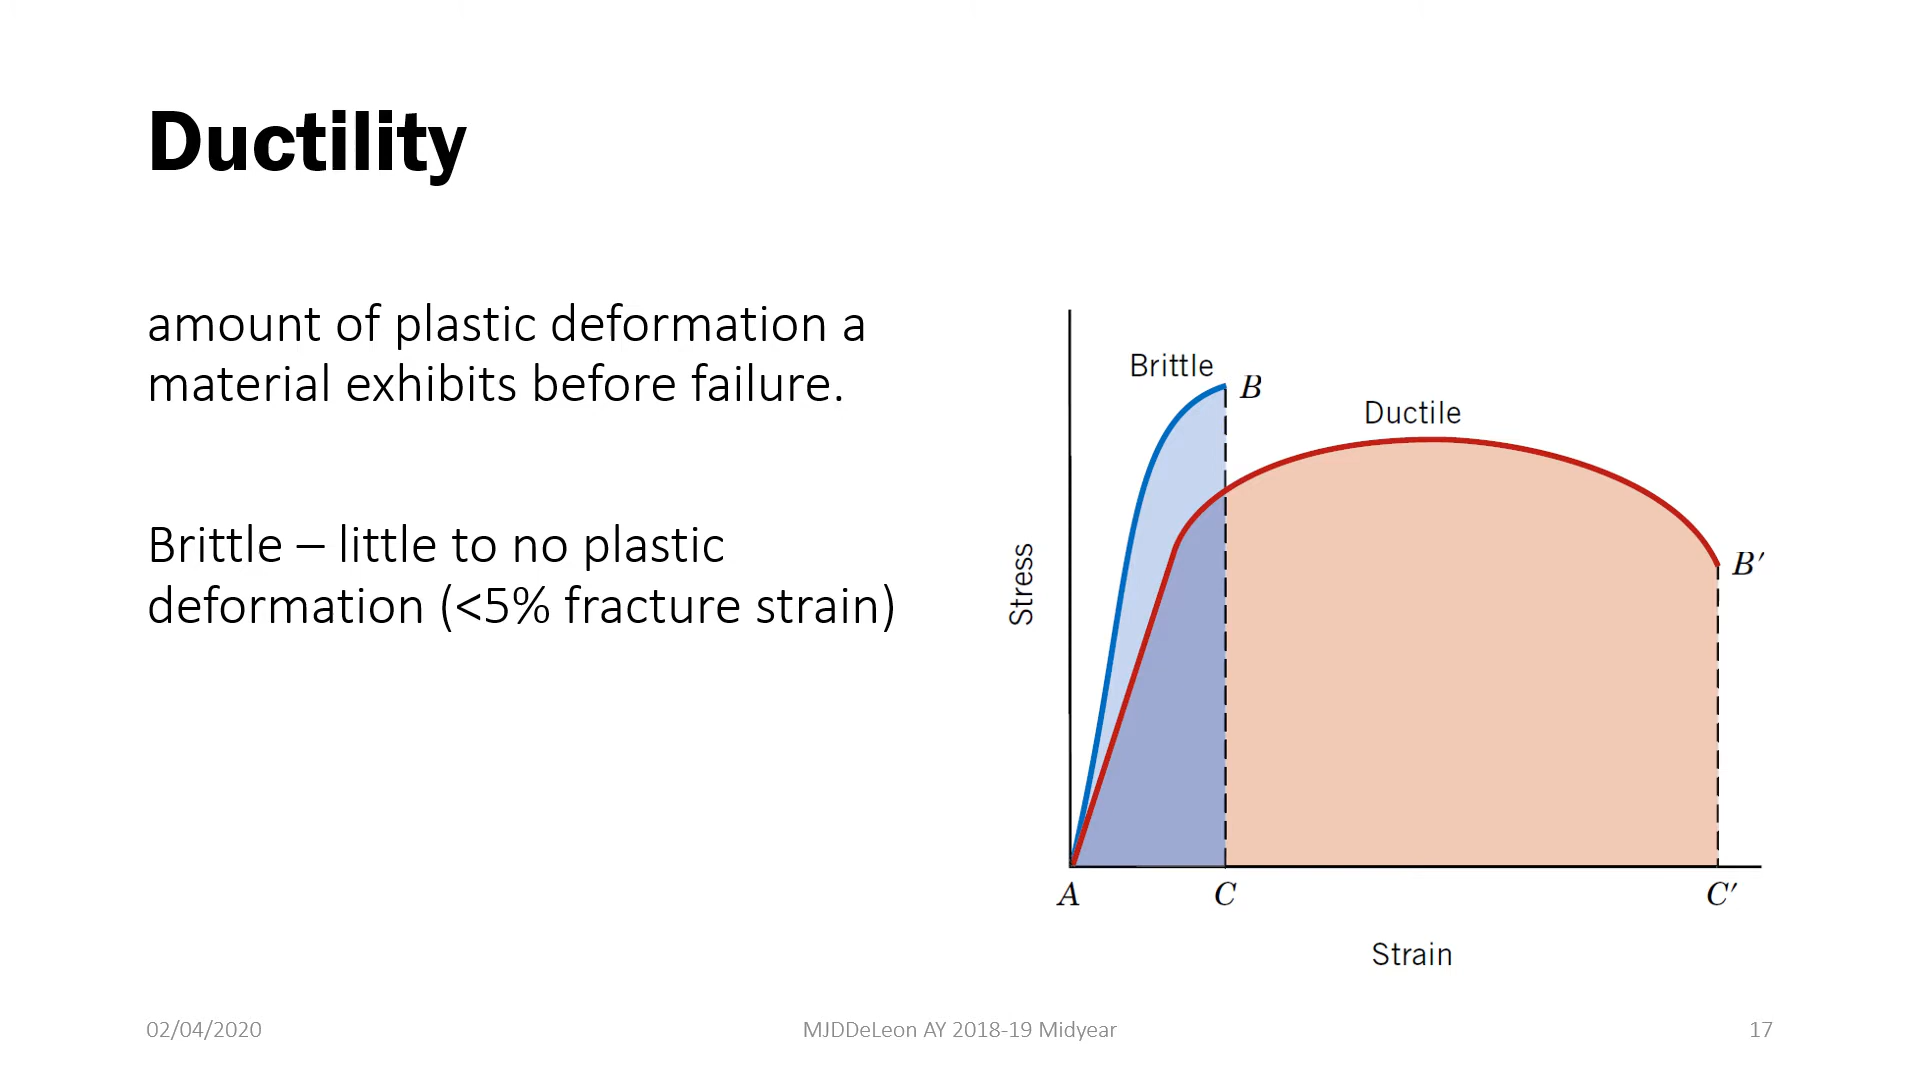 Ductility
amount of plastic deformation a
material exhibits before failure.
Brittle – little to no plastic
deformation (<5% fracture strain)
Brittle
B
Ductile
B′
Stress
A
C
C′
Strain
02/04/2020
MJDDeLeon AY 2018-19 Midyear
17